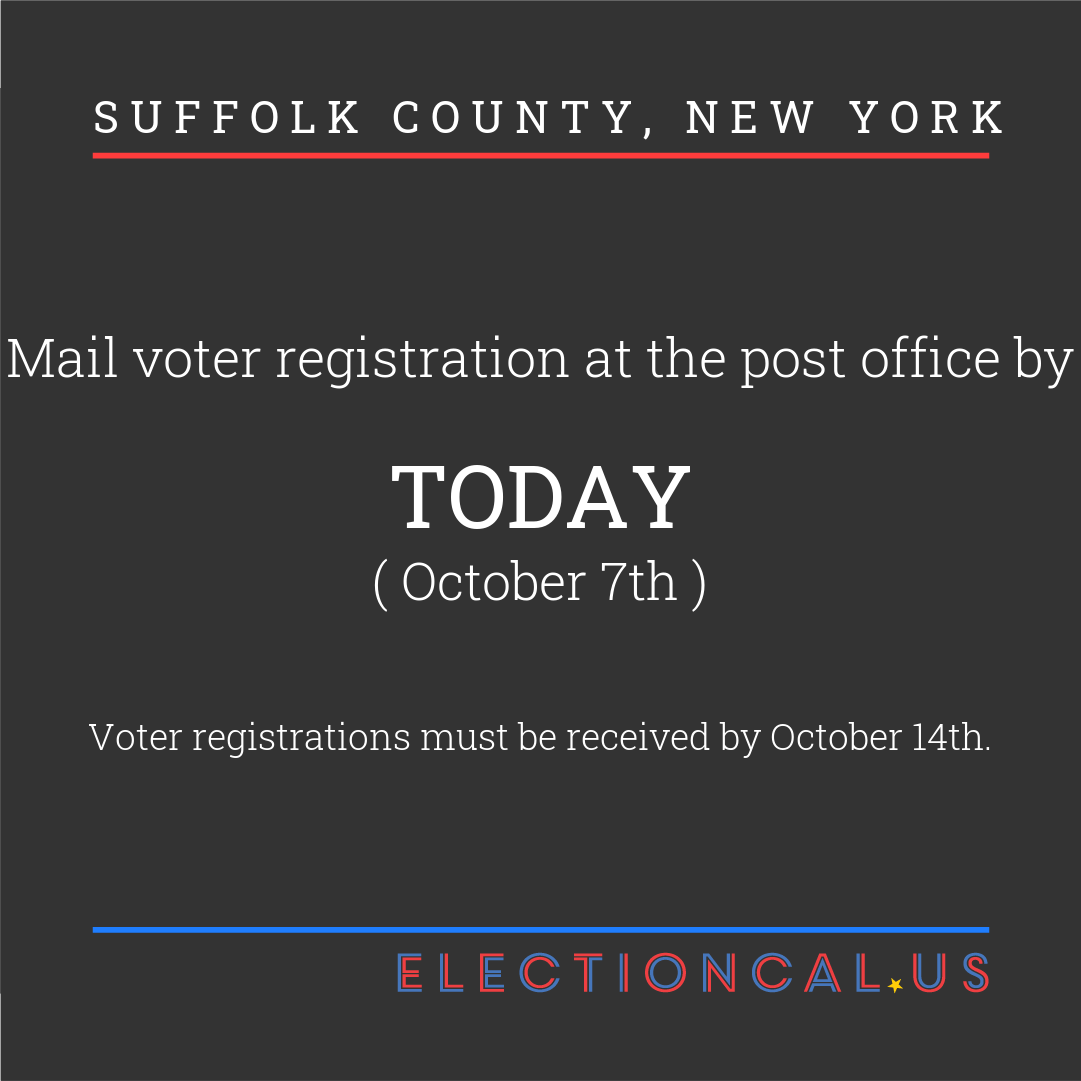 SUFFOLK COUNTY, NEW YORK
Mail voter registration at the post office by
TODAY
( October 7th )
Voter registrations must be received by October 14th.
ELECTIONCAL.US